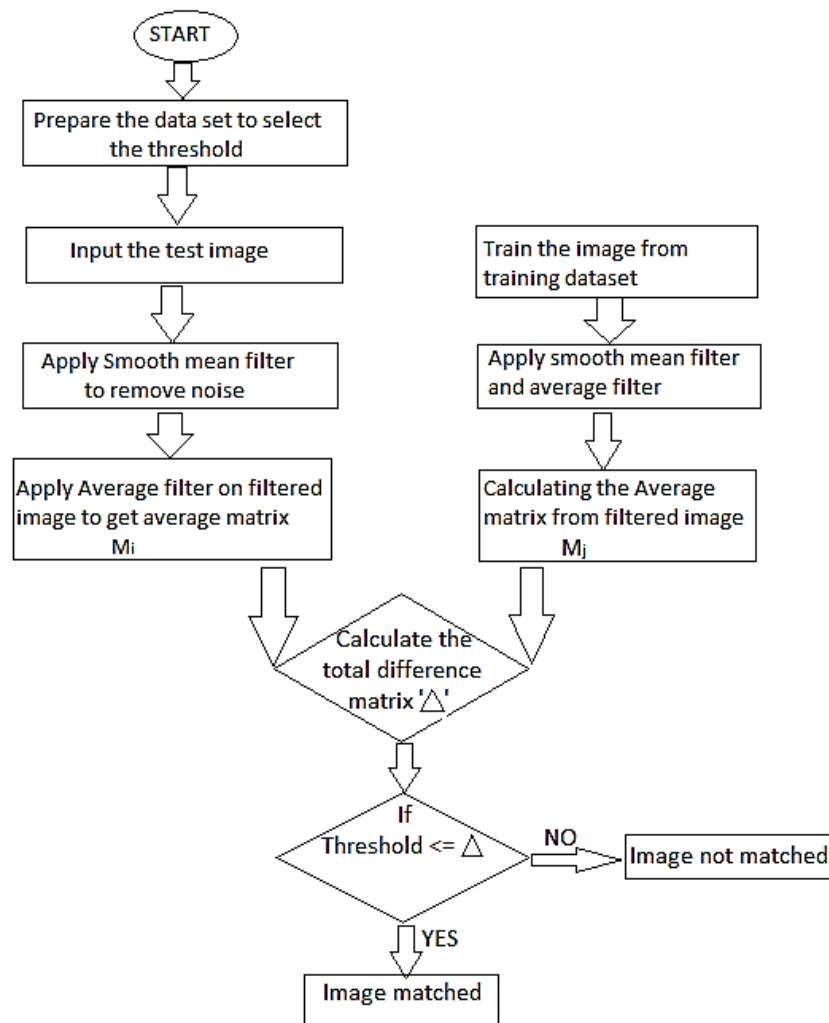 START
Prepare the data set to select
the threshold
Input the test image
Apply Smooth mean filter
to remove noise
Apply Average filter on filtered
image to get average matrix
Mi
Train the image from
training dataset
Apply smooth mean filter
and average filter
Calculating the Average
matrix from filtered image
Mj
Calculate the
total difference
matrix '△'
If
Threshold <= △
NO
Image not matched
YES
Image matched